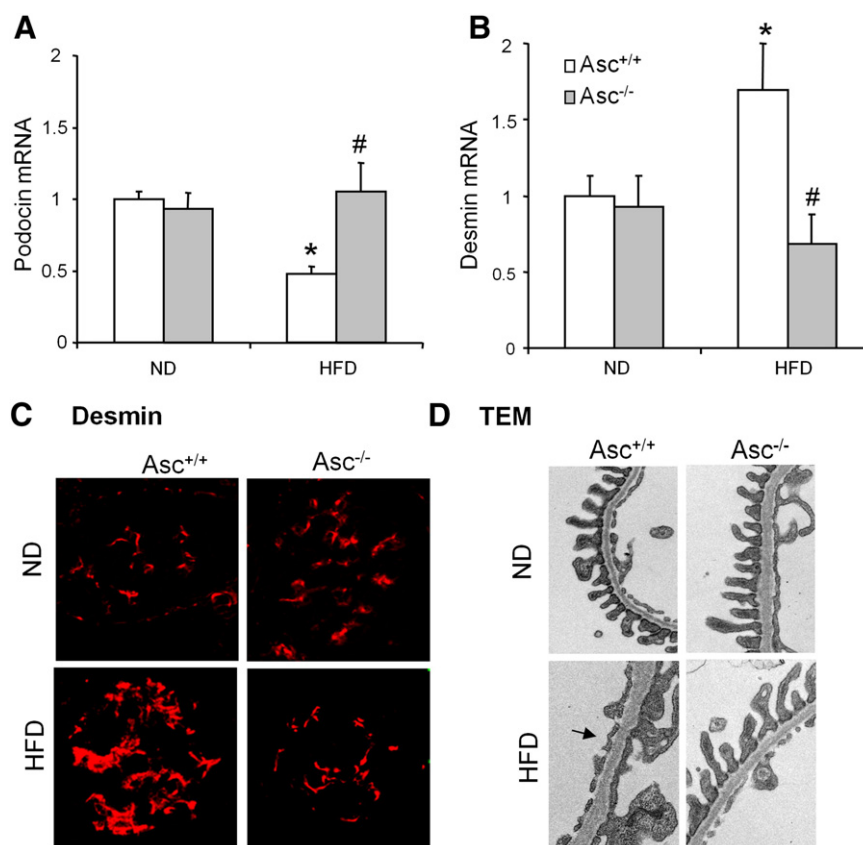 A
Podocin mRNA
2
1.5
1
0.5
0
*
#
ND
HFD
B
Desmin mRNA
2
1.5
1
0.5
0
Asc+/+
Asc-/-
*
#
ND
HFD
C Desmin
Asc+/+ Asc-/-
ND
HFD
D TEM
Asc+/+ Asc-/-
ND
HFD